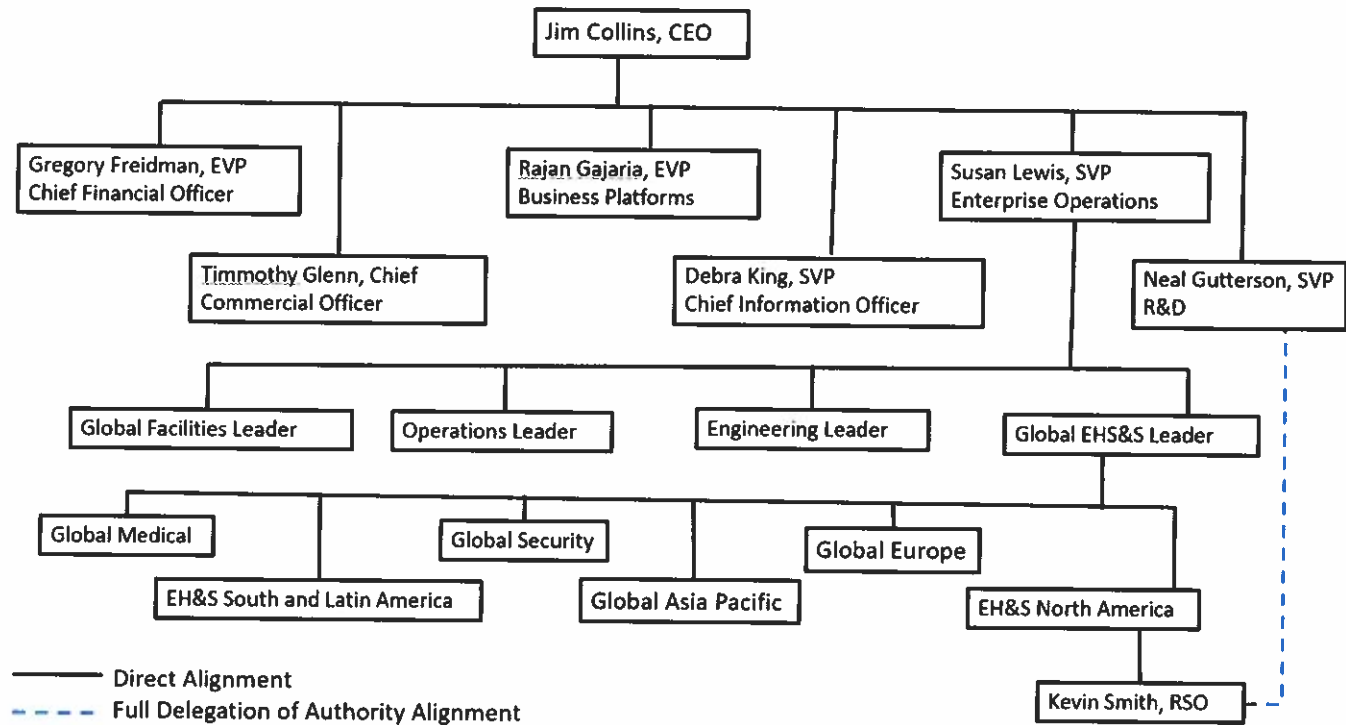 Jim Collins, CEO
Gregory Freidman, EVP
Chief Financial Officer
Rajan Gajaria, EVP
Business Platforms
Susan Lewis, SVP
Enterprise Operations
Timmothy Glenn, Chief
Commercial Officer
Debra King, SVP
Chief Information Officer
Neal Gutterson, SVP
R&D
Global Facilities Leader
Operations Leader
Engineering Leader
Global EHS&S Leader
Global Medical
Global Security
Global Europe
EH&S South and Latin America
Global Asia Pacific
EH&S North America
Direct Alignment
Kevin Smith, RSO
Full Delegation of Authority Alignment